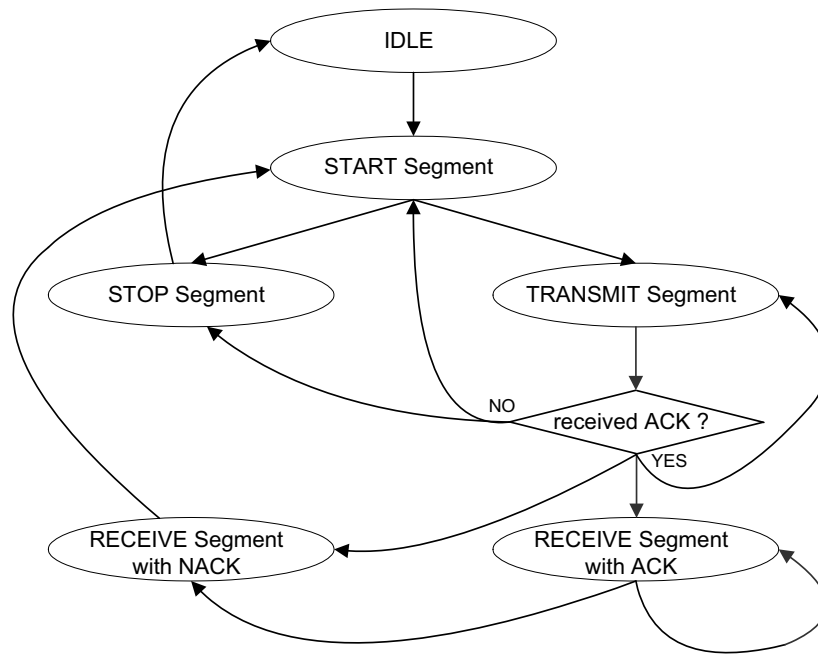 IDLE
START Segment
STOP Segment
TRANSMIT Segment
NO
received ACK ?
YES
RECEIVE Segment
with NACK
RECEIVE Segment
with ACK